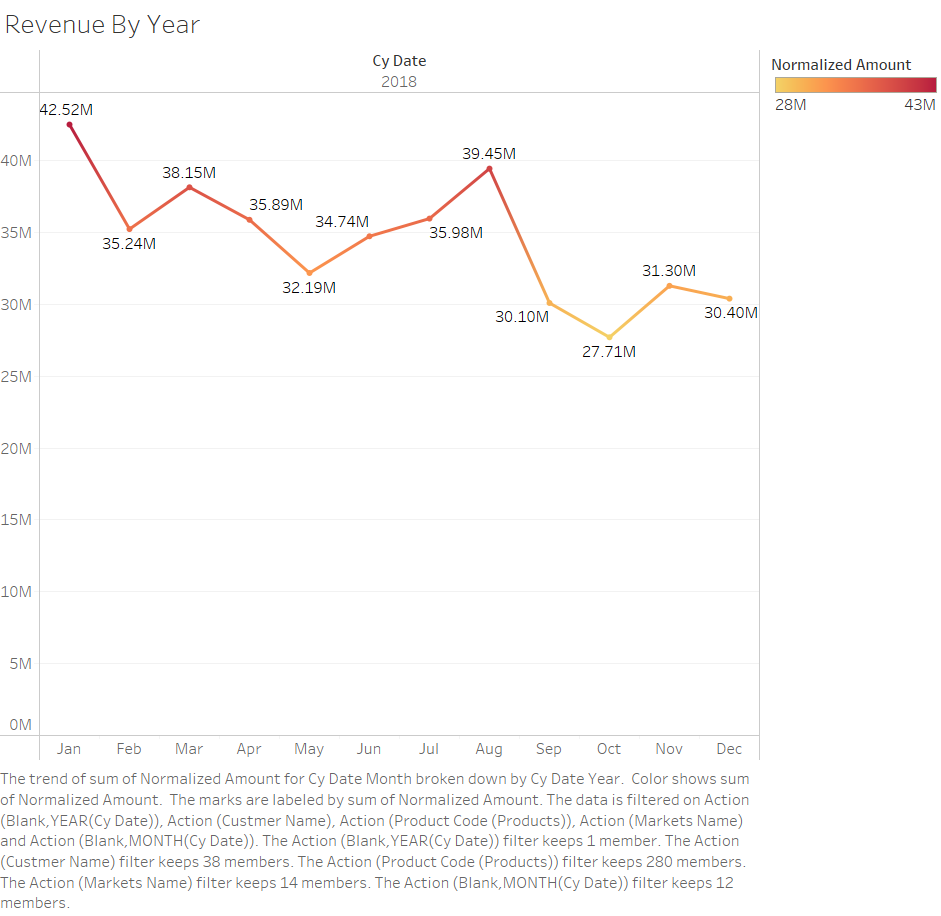 Revenue By Year
Cy Date
2018
Normalized Amount
28M 43M
42.52M
39.45M
40M
38.15M
35.89M
34.74M
35M
35.98M
35.24M
32.19M
31.30M
30M
30.10M
30.40M
27.71M
25M
20M
15M
10M
5M
0M
Jan Feb Mar Apr May Jun Jul Aug Sep Oct Nov Dec
The trend of sum of Normalized Amount for Cy Date Month broken down by Cy Date Year.  Color shows sum
of Normalized Amount.  The marks are labeled by sum of Normalized Amount. The data is filtered on Action
(Blank,YEAR(Cy Date)), Action (Custmer Name), Action (Product Code (Products)), Action (Markets Name)
and Action (Blank,MONTH(Cy Date)). The Action (Blank,YEAR(Cy Date)) filter keeps 1 member. The Action
(Custmer Name) filter keeps 38 members. The Action (Product Code (Products)) filter keeps 280 members.
The Action (Markets Name) filter keeps 14 members. The Action (Blank,MONTH(Cy Date)) filter keeps 12
members.